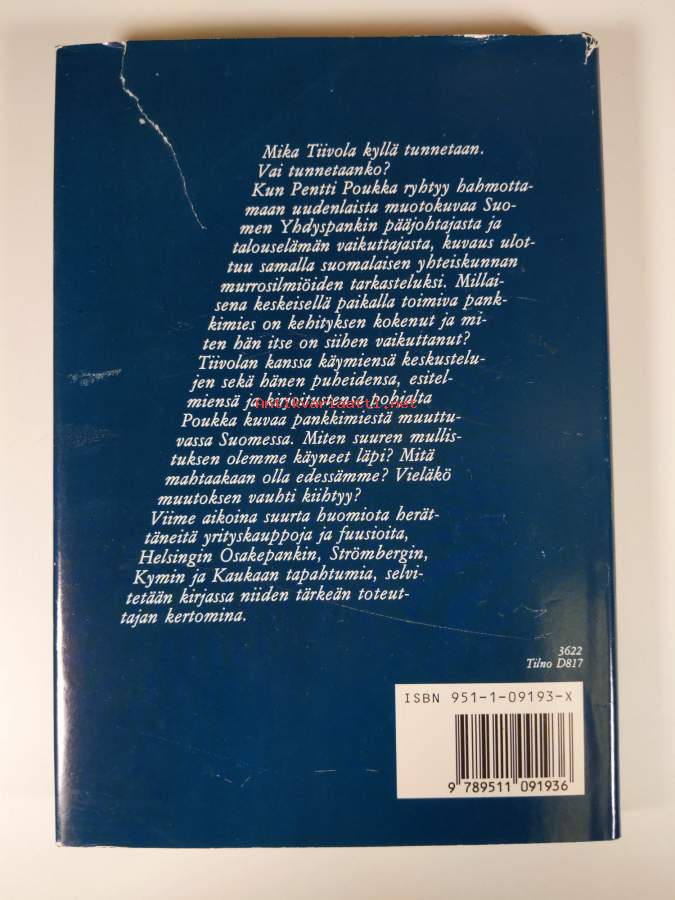 Mika Tiivola kyllä tunnetaan.
Vai tunnetaanko?
Kun Pentti Poukka ryhtyy hahmotta-
maan uudenlaista muotokuvaa Suo-
men Yhdyspankin pääjohtajasta ja
talouselämän vaikuttajasta, kuvaus ulot-
tuu samalla suomalaisen yhteiskunnan
murrosilmiöiden tarkasteluksi. Millai-
sena keskeisellä paikalla toimiva pank-
kimies on kehityksen kokenut ja mi-
ten hän itse on siihen vaikuttanut?
Tiivolan kanssa käymiensä keskustelu-
jen sekä hänen puheidensa, esitel-
miensä ja kirjoitustensa pohjalta
antikvariaatti.net
Poukka kuvaa pankkimiestä muuttu-
vassa Suomessa. Miten suuren mullis-
tuksen olemme käyneet läpi? Mitä
mahtaakaan olla edessämme? Vieläkö
muutoksen vauhti kiihtyy?
Viime aikoina suurta huomiota herät-
täneitä yrityskauppoja ja fuusioita,
Helsingin Osakepankin, Strömbergin,
Kymin ja Kaukaan tapahtumia, selvi-
tetään kirjassa niiden tärkeän toteut-
tajan kertomina.
3622
Tilno D817
ISBN 951-1-09193-X
9 789511 091936